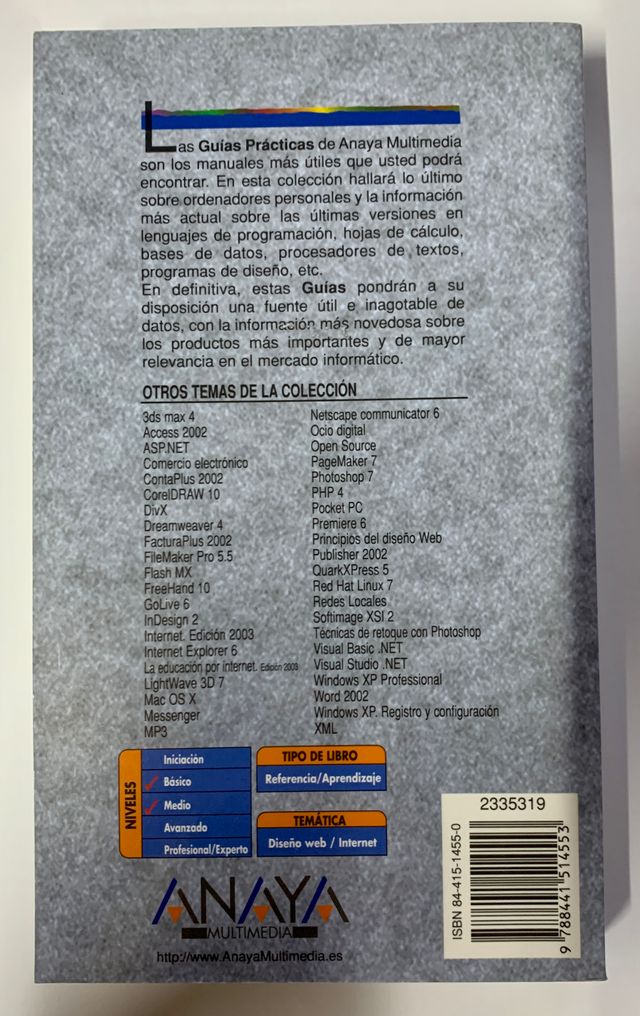 Las Guías Prácticas de Anaya Multimedia
son los manuales más útiles que usted podrá
encontrar. En esta colección hallará lo último
sobre ordenadores personales y la información
más actual sobre las últimas versiones en
lenguajes de programación, hojas de cálculo,
bases de datos, procesadores de textos,
programas de diseño, etc.
En definitiva, estas Guías pondrán a su
disposición una fuente útil e inagotable de
datos, con la información más novedosa sobre
los productos más importantes y de mayor
relevancia en el mercado informático.
OTROS TEMAS DE LA COLECCIÓN
3ds max 4
Access 2002
ASP.NET
Comercio electrónico
ContaPlus 2002
CorelDRAW 10
DivX
Dreamweaver 4
FacturaPlus 2002
FileMaker Pro 5.5
Flash MX
FreeHand 10
GoLive 6
InDesign 2
Internet. Edición 2003
Internet Explorer 6
La educación por internet. Edición 2003
LightWave 3D 7
Mac OS X
Messenger
MP3
Netscape communicator 6
Ocio digital
Open Source
PageMaker 7
Photoshop 7
PHP 4
Pocket PC
Premiere 6
Principios del diseño Web
Publisher 2002
QuarkXPress 5
Red Hat Linux 7
Redes Locales
Softimage XSI 2
Técnicas de retoque con Photoshop
Visual Basic .NET
Visual Studio .NET
Windows XP Professional
Word 2002
Windows XP. Registro y configuración
XML
NIVELES
Iniciación
Básico
Medio
Avanzado
Profesional/Experto
TIPO DE LIBRO
Referencia/Aprendizaje
TEMÁTICA
Diseño web / Internet
ANAYA
MULTIMEDIA
http://www.AnayaMultimedia.es
2335319
ISBN 84-415-1455-0
9 788441 514553